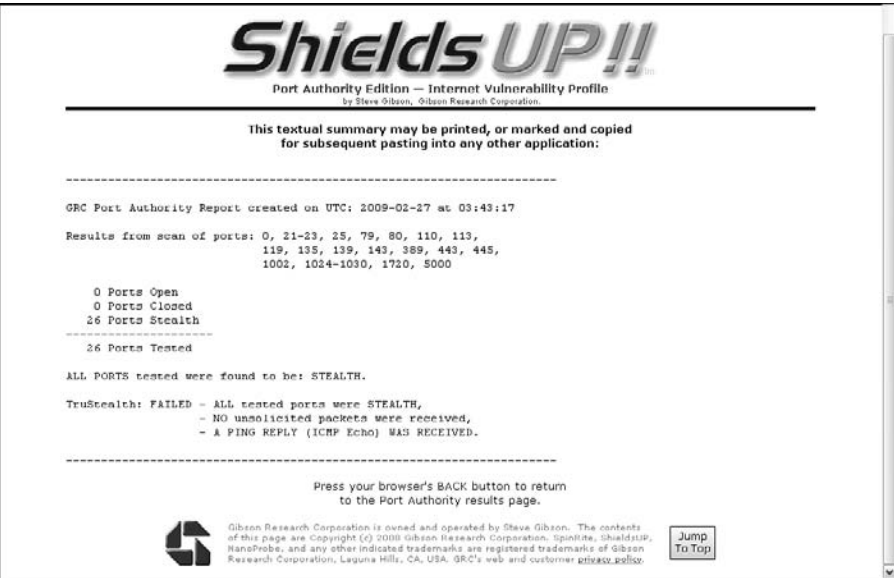 Shields UP!!
Port Authority Edition — Internet Vulnerability Profile
by Steve Gibson, Gibson Research Corporation.
This textual summary may be printed, or marked and copied
for subsequent pasting into any other application:
----------------------------------------------------------------------
GRC Port Authority Report created on UTC: 2009-02-27 at 03:43:17
Results from scan of ports: 0, 21-23, 25, 79, 80, 110, 113,
119, 135, 139, 143, 389, 443, 445,
1002, 1024-1030, 1720, 5000
0 Ports Open
0 Ports Closed
26 Ports Stealth
---------------------
26 Ports Tested
ALL PORTS tested were found to be: STEALTH.
TruStealth: FAILED - ALL tested ports were STEALTH,
- NO unsolicited packets were received,
- A PING REPLY (ICMP Echo) WAS RECEIVED.
----------------------------------------------------------------------
Press your browser's BACK button to return
to the Port Authority results page.
Gibson Research Corporation is owned and operated by Steve Gibson. The contents
of this page are Copyright (c) 2008 Gibson Research Corporation. SpinRite, ShieldsUP,
NanoProbe, and any other indicated trademarks are registered trademarks of Gibson
Research Corporation, Laguna Hills, CA, USA. GRC's web and customer privacy policy.
Jump
To Top